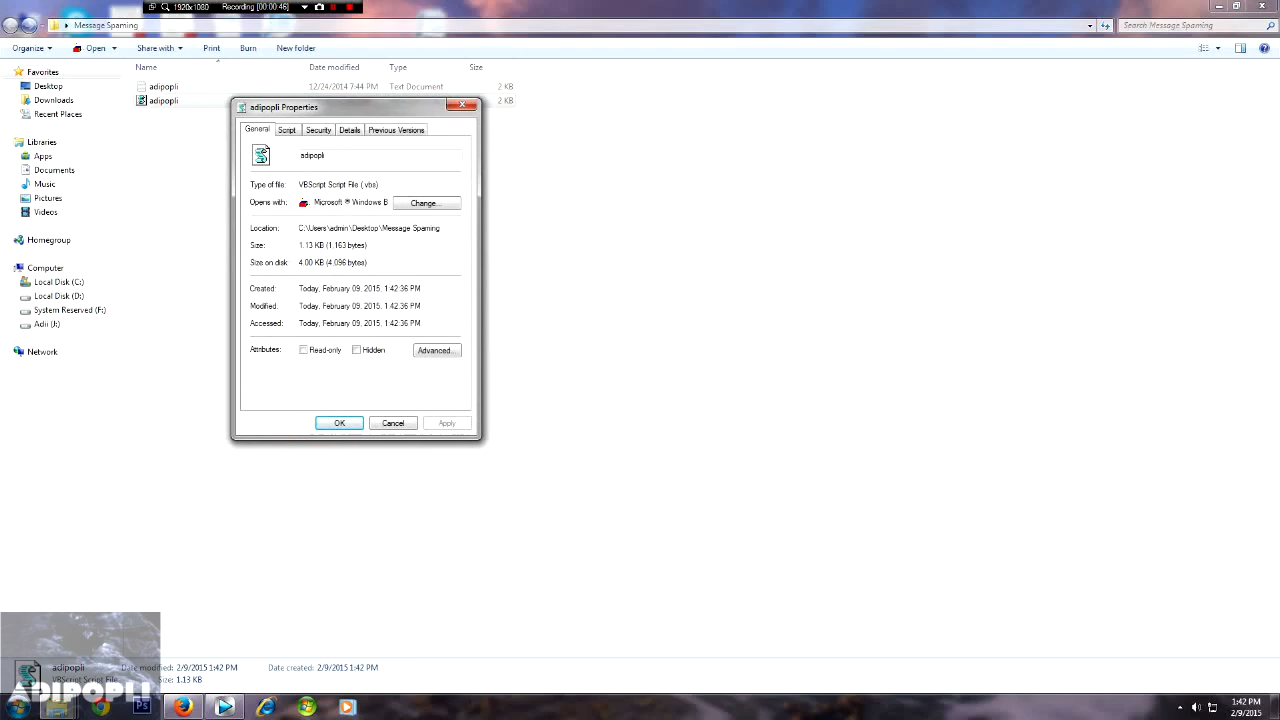 1920x1080 Recording [00:00:46]
Message Spaming
Search Message Spaming
Organize Open Share with Print Burn New folder
Name Date modified Type Size
Favorites
Desktop
Downloads
Recent Places
Libraries
Apps
Documents
Music
Pictures
Videos
Homegroup
Computer
Local Disk (C:)
Local Disk (D:)
System Reserved (F:)
Adii (J:)
Network
adipopli 12/24/2014 7:44 PM Text Document 2 KB
adipopli 2 KB
adipopli Properties
General Script Security Details Previous Versions
adipopli
Type of file: VBScript Script File (.vbs)
Opens with: Microsoft ® Windows B Change...
Location: C:\Users\admin\Desktop\Message Spaming
Size: 1.13 KB (1,163 bytes)
Size on disk 4.00 KB (4,096 bytes)
Created: Today, February 09, 2015, 1:42:36 PM
Modified: Today, February 09, 2015, 1:42:36 PM
Accessed: Today, February 09, 2015, 1:42:36 PM
Attributes: Read-only Hidden Advanced...
OK Cancel Apply
adipopli Date modified: 2/9/2015 1:42 PM Date created: 2/9/2015 1:42 PM
VBScript Script File Size: 1.13 KB
ADIPOPLI
Ps
1:42 PM
2/9/2015